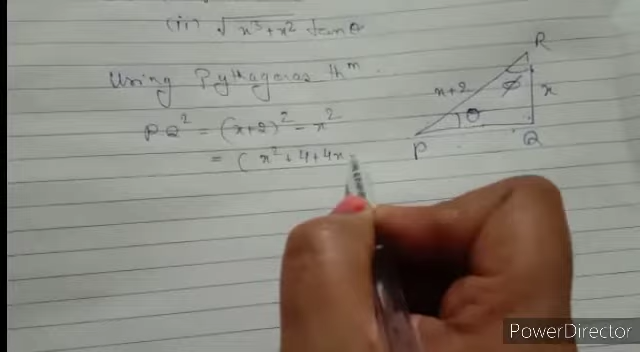 (iii) √x³+x² tanθ
Using Pythagoras thᵐ.
PQ² = (x+2)² - x²
= ( x² + 4 + 4x
R
x+2
φ
x
θ
P
Q
PowerDirector